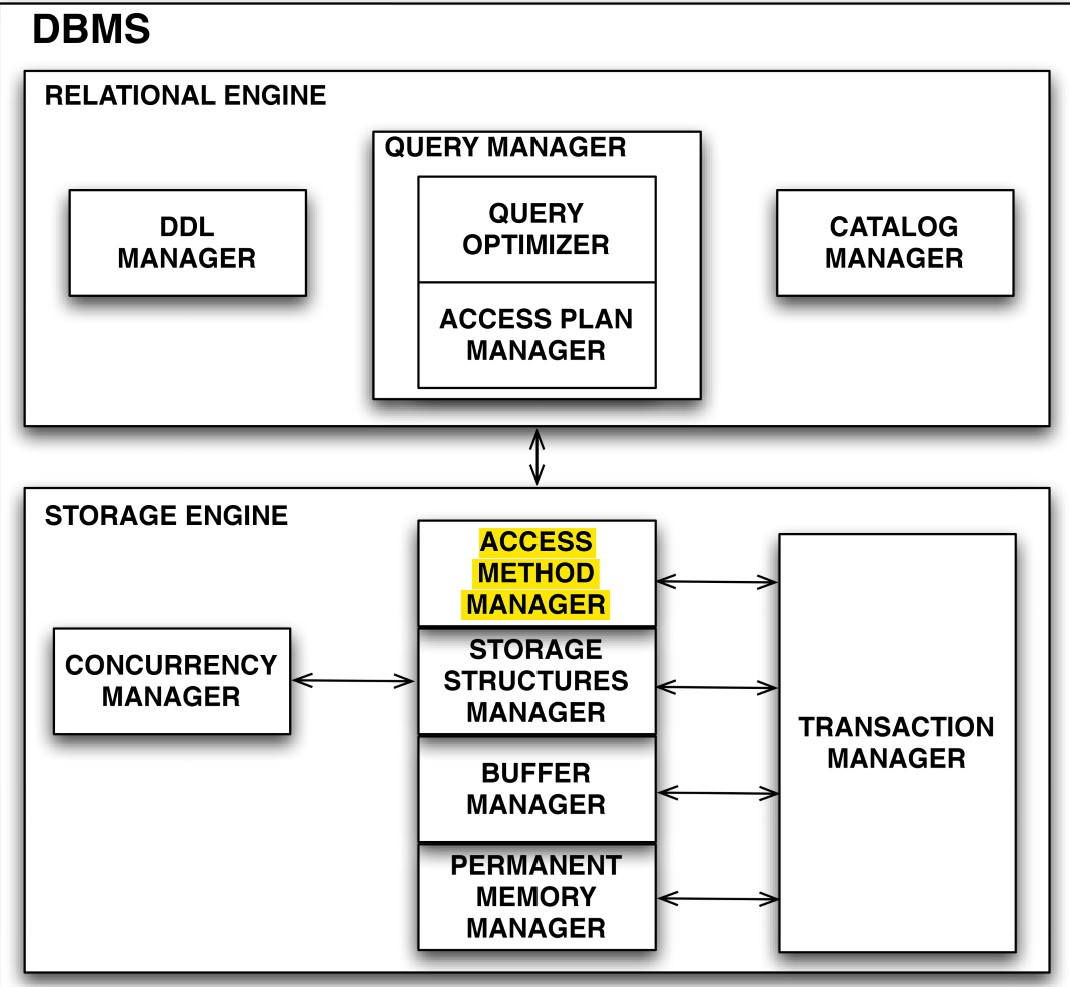 DBMS
RELATIONAL ENGINE
QUERY MANAGER
DDL
MANAGER
QUERY
OPTIMIZER
ACCESS PLAN
MANAGER
CATALOG
MANAGER
STORAGE ENGINE
ACCESS
METHOD
MANAGER
CONCURRENCY
MANAGER
STORAGE
STRUCTURES
MANAGER
BUFFER
MANAGER
PERMANENT
MEMORY
MANAGER
TRANSACTION
MANAGER